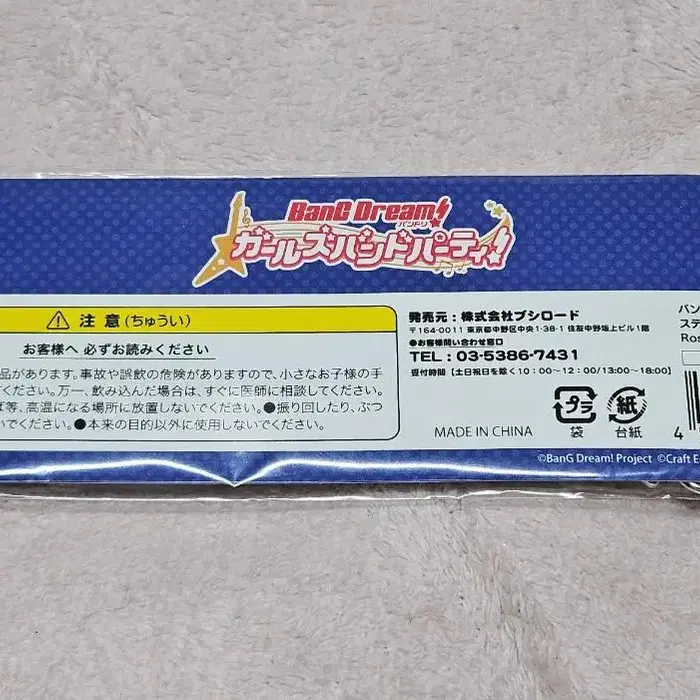 BanG Dream!
バンドリ
ガールズバンドパーティ!
注意(ちゅうい)
お客様へ 必ずお読みください
品があります。事故や誤飲の危険がありますので、小さなお子様の手
ください。万一、飲み込んだ場合は、すぐに医師に相談してください。
ば等、高温になる場所に放置しないでください。●振り回したり、ぶつ
いでください。●本来の目的以外に使用しないでください。
発売元:株式会社ブシロード
〒164-0011 東京都中野区中央1-38-1 住友中野坂上ビル1階
●お客様問い合わせ窓口
TEL: 03-5386-7431
受付時間【土日祝日を除く10:00〜12:00/13:00〜18:00】
MADE IN CHINA
プラ
袋
紙
台紙
バン
ステ
Ros
4
©BanG Dream! Project ©Craft E